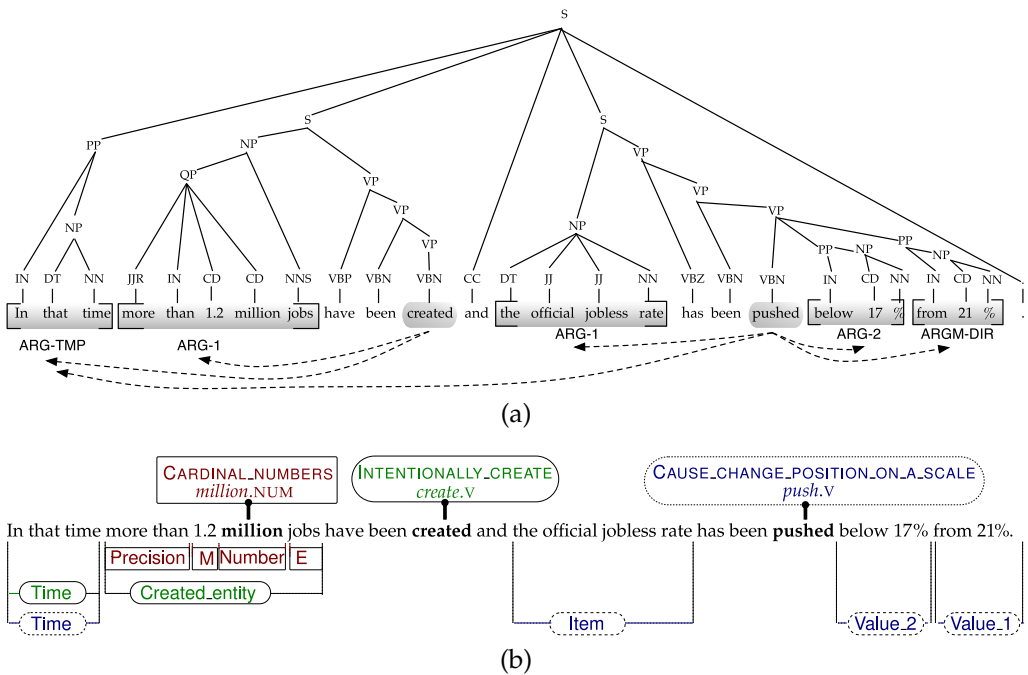 S
S S
PP NP VP
QP VP VP
VP VP
NP VP NP PP NP PP NP
IN DT NN JJR IN CD CD NNS VBP VBN VBN CC DT JJ JJ NN VBZ VBN VBN IN CD NN IN CD NN .
In that time more than 1.2 million jobs have been created and the official jobless rate has been pushed below 17 % from 21 % .
ARG-TMP ARG-1 ARG-1 ARG-2 ARGM-DIR
(a)
CARDINAL_NUMBERS INTENTIONALLY_CREATE CAUSE_CHANGE_POSITION_ON_A_SCALE
million.NUM create.V push.V
In that time more than 1.2 million jobs have been created and the official jobless rate has been pushed below 17% from 21%.
Precision M Number E
Time Created_entity
Time Item Value_2 Value_1
(b)